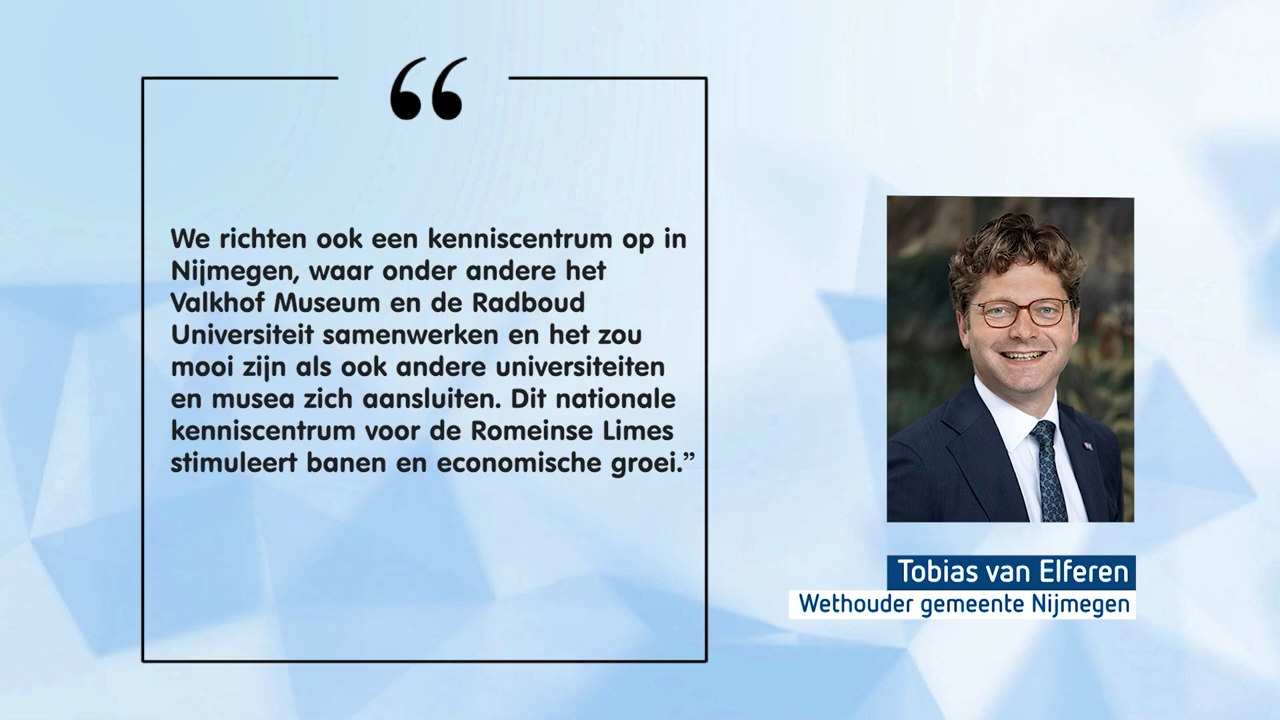 “
We richten ook een kenniscentrum op in
Nijmegen, waar onder andere het
Valkhof Museum en de Radboud
Universiteit samenwerken en het zou
mooi zijn als ook andere universiteiten
en musea zich aansluiten. Dit nationale
kenniscentrum voor de Romeinse Limes
stimuleert banen en economische groei.”
Tobias van Elferen
Wethouder gemeente Nijmegen